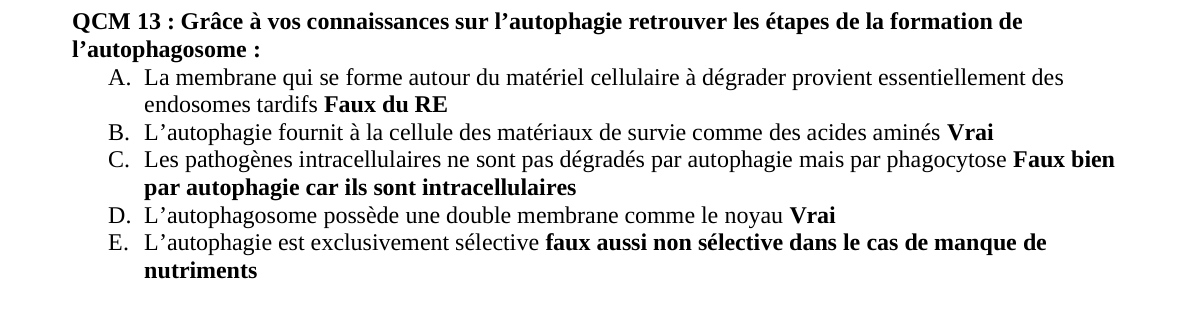 QCM 13 : Grâce à vos connaissances sur l’autophagie retrouver les étapes de la formation de
l’autophagosome :
A. La membrane qui se forme autour du matériel cellulaire à dégrader provient essentiellement des
endosomes tardifs Faux du RE
B. L’autophagie fournit à la cellule des matériaux de survie comme des acides aminés Vrai
C. Les pathogènes intracellulaires ne sont pas dégradés par autophagie mais par phagocytose Faux bien
par autophagie car ils sont intracellulaires
D. L’autophagosome possède une double membrane comme le noyau Vrai
E. L’autophagie est exclusivement sélective faux aussi non sélective dans le cas de manque de
nutriments